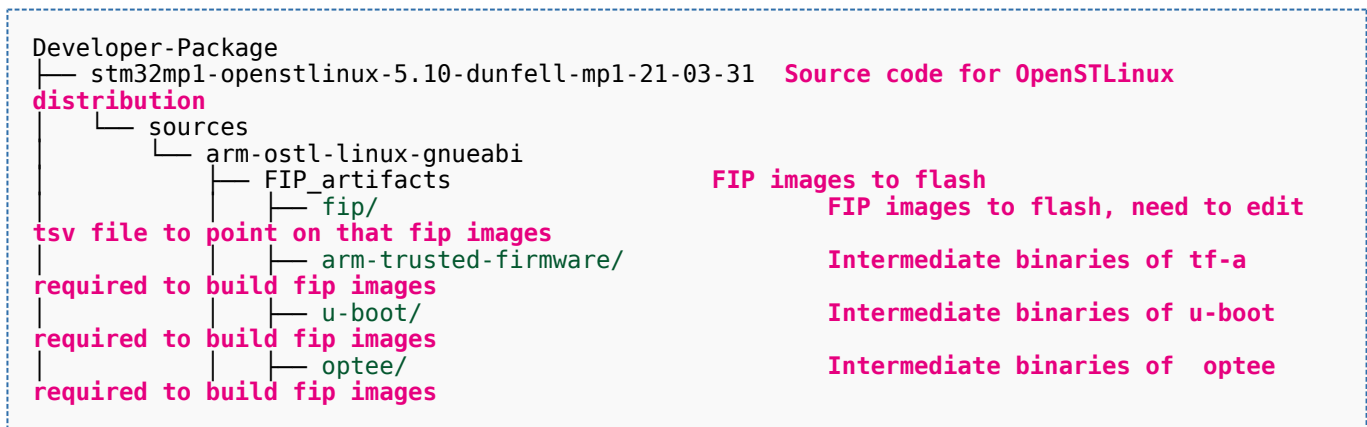 Developer-Package
├── stm32mp1-openstlinux-5.10-dunfell-mp1-21-03-31  Source code for OpenSTLinux
distribution
│   └── sources
│       └── arm-ostl-linux-gnueabi
│           ├── FIP_artifacts                 FIP images to flash
│           │   ├── fip/                             FIP images to flash, need to edit
tsv file to point on that fip images
│           │   ├── arm-trusted-firmware/            Intermediate binaries of tf-a
required to build fip images
│           │   ├── u-boot/                          Intermediate binaries of u-boot
required to build fip images
│           │   ├── optee/                           Intermediate binaries of  optee
required to build fip images